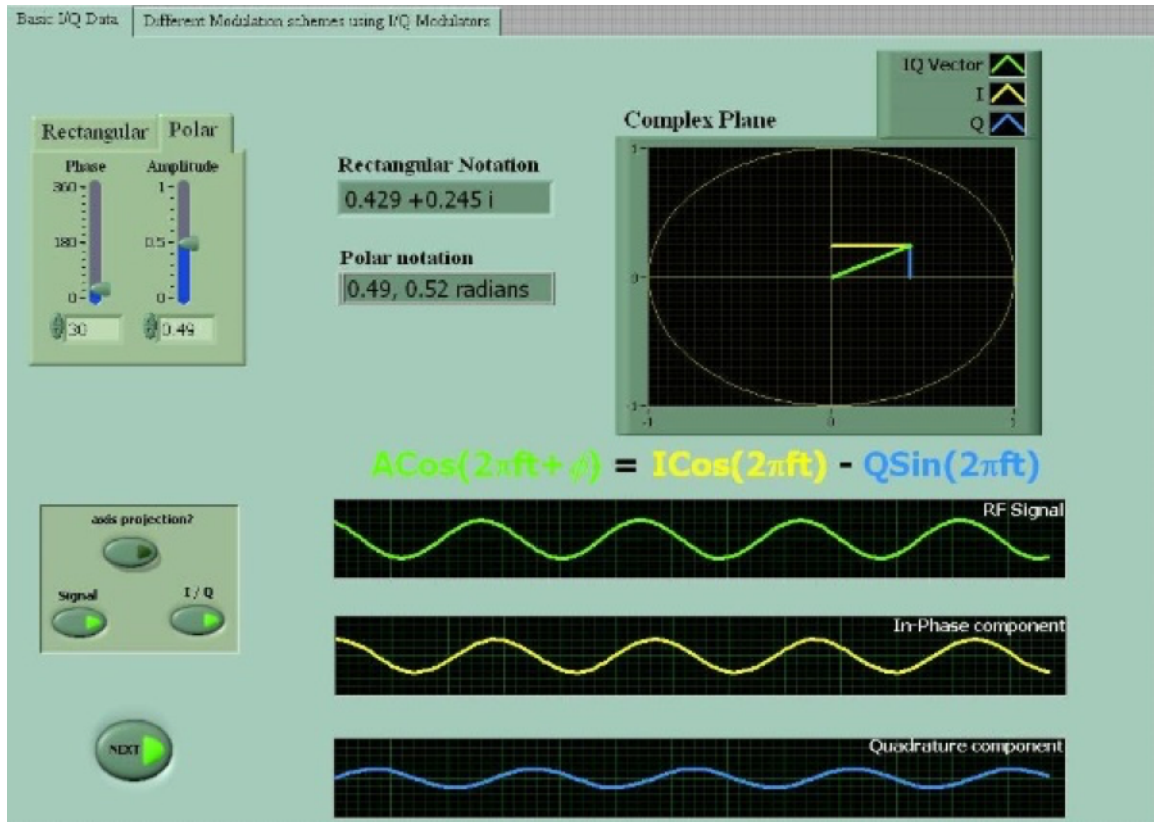 Basic I/Q Data
Different Modulation schemes using I/Q Modulators
IQ Vector
I
Q
Rectangular
Polar
Phase
Amplitude
360
180
0
1
0.5
0
30
0.49
Rectangular Notation
0.429 +0.245 i
Polar notation
0.49, 0.52 radians
Complex Plane
1
0
-1
-1
0
1
ACos(2πft+ϕ) = ICos(2πft) - QSin(2πft)
axis projection?
Signal
I / Q
NEXT
RF Signal
In-Phase component
Quadrature component